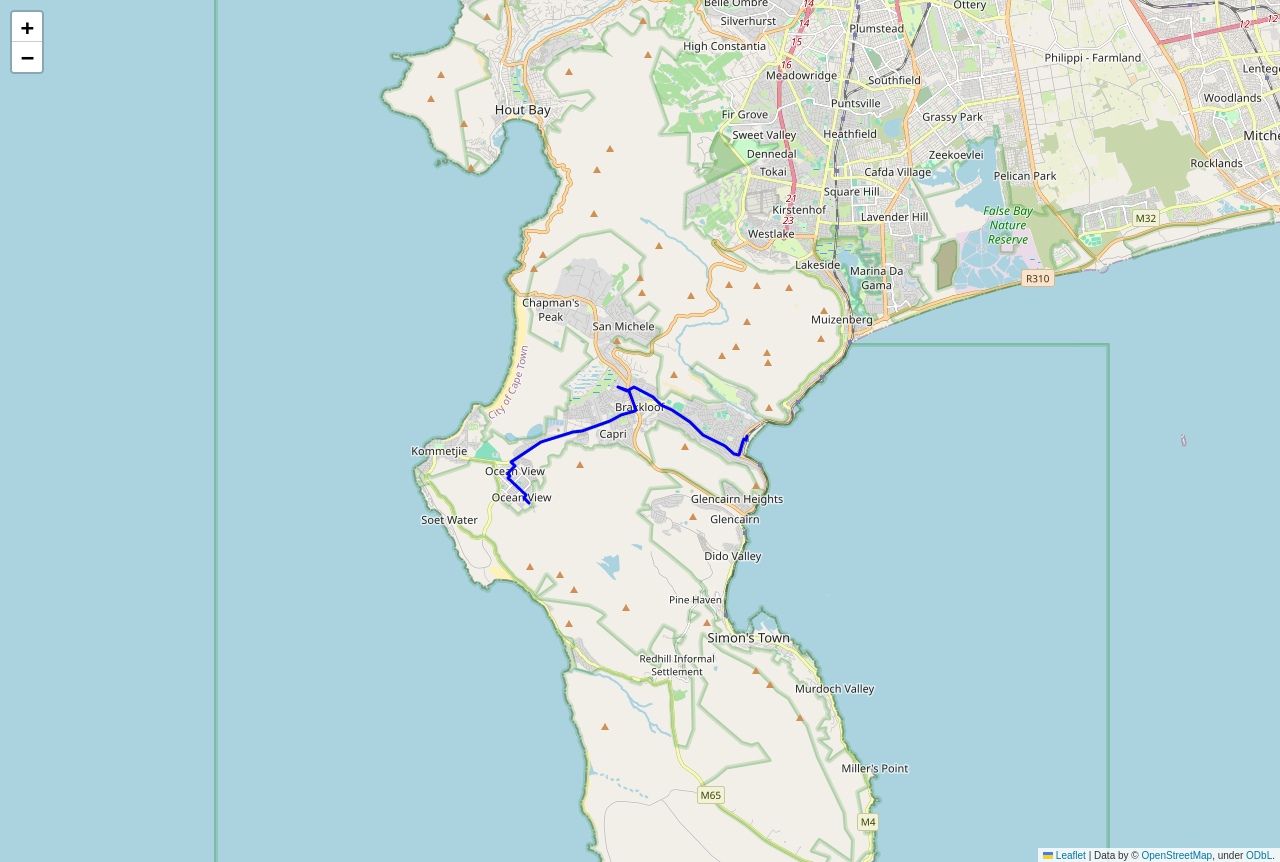 +
−
Belle Ombre
Silverhurst
14
14
15
16
14
Ottery
Plumstead
High Constantia
Meadowridge
Southfield
Philippi - Farmland
12
12
Lentege
Woodlands
Hout Bay
Fir Grove
Puntsville
Grassy Park
Sweet Valley
Heathfield
Mitche
Dennedal
Zeekoevlei
Rocklands
Tokai
Cafda Village
Pelican Park
Square Hill
21
23
Kirstenhof
Lavender Hill
False Bay
Nature
Reserve
M32
Westlake
Lakeside
Marina Da
Gama
R310
Chapman's
Peak
San Michele
Muizenberg
City of Cape Town
Brakkloof
Capri
Kommetjie
Ocean View
Ocean View
Glencairn Heights
Soet Water
Glencairn
Dido Valley
Pine Haven
Simon's Town
Redhill Informal
Settlement
Murdoch Valley
Miller's Point
M65
M4
Leaflet | Data by © OpenStreetMap, under ODbL.